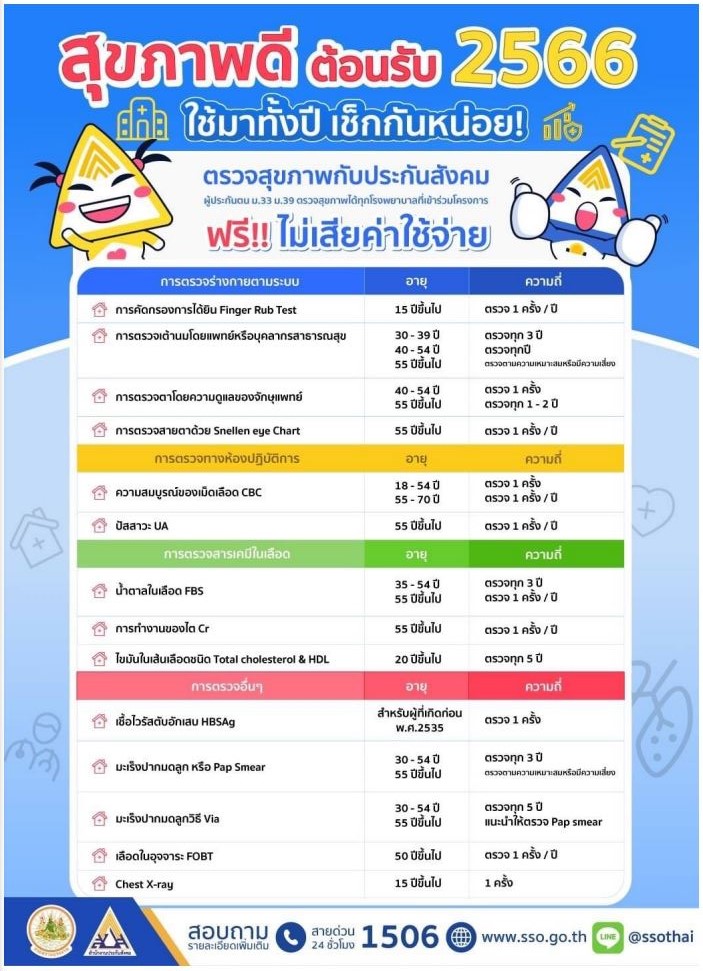 สุขภาพดี ต้อนรับ 2566
ใช้มาทั้งปี เช็กกันหน่อย!
ตรวจสุขภาพกับประกันสังคม
ผู้ประกันตน ม.33 ม.39 ตรวจสุขภาพได้ทุกโรงพยาบาลที่เข้าร่วมโครงการ
ฟรี!! ไม่เสียค่าใช้จ่าย
การตรวจร่างกายตามระบบ อายุ ความถี่
การคัดกรองการได้ยิน Finger Rub Test 15 ปีขึ้นไป ตรวจ 1 ครั้ง / ปี
การตรวจเต้านมโดยแพทย์หรือบุคลากรสาธารณสุข 30 - 39 ปี ตรวจทุก 3 ปี
40 - 54 ปี ตรวจทุกปี
55 ปีขึ้นไป ตรวจตามความเหมาะสมหรือมีความเสี่ยง
การตรวจตาโดยความดูแลของจักษุแพทย์ 40 - 54 ปี ตรวจ 1 ครั้ง
55 ปีขึ้นไป ตรวจทุก 1 - 2 ปี
การตรวจสายตาด้วย Snellen eye Chart 55 ปีขึ้นไป ตรวจ 1 ครั้ง / ปี
การตรวจทางห้องปฏิบัติการ อายุ ความถี่
ความสมบูรณ์ของเม็ดเลือด CBC 18 - 54 ปี ตรวจ 1 ครั้ง
55 - 70 ปี ตรวจ 1 ครั้ง / ปี
ปัสสาวะ UA 55 ปีขึ้นไป ตรวจ 1 ครั้ง / ปี
การตรวจสารเคมีในเลือด อายุ ความถี่
น้ำตาลในเลือด FBS 35 - 54 ปี ตรวจทุก 3 ปี
55 ปีขึ้นไป ตรวจ 1 ครั้ง / ปี
การทำงานของไต Cr 55 ปีขึ้นไป ตรวจ 1 ครั้ง / ปี
ไขมันในเส้นเลือดชนิด Total cholesterol & HDL 20 ปีขึ้นไป ตรวจทุก 5 ปี
การตรวจอื่นๆ อายุ ความถี่
เชื้อไวรัสตับอักเสบ HBSAg สำหรับผู้ที่เกิดก่อน ตรวจ 1 ครั้ง
พ.ศ.2535
มะเร็งปากมดลูก หรือ Pap Smear 30 - 54 ปี ตรวจทุก 3 ปี
55 ปีขึ้นไป ตรวจตามความเหมาะสมหรือมีความเสี่ยง
มะเร็งปากมดลูกวิธี Via 30 - 54 ปี ตรวจทุก 5 ปี
55 ปีขึ้นไป แนะนำให้ตรวจ Pap smear
เลือดในอุจจาระ FOBT 50 ปีขึ้นไป ตรวจ 1 ครั้ง / ปี
Chest X-ray 15 ปีขึ้นไป 1 ครั้ง
สำนักงานประกันสังคม
สอบถาม
รายละเอียดเพิ่มเติม
สายด่วน
24 ชั่วโมง
1506
www.sso.go.th
LINE
@ssothai